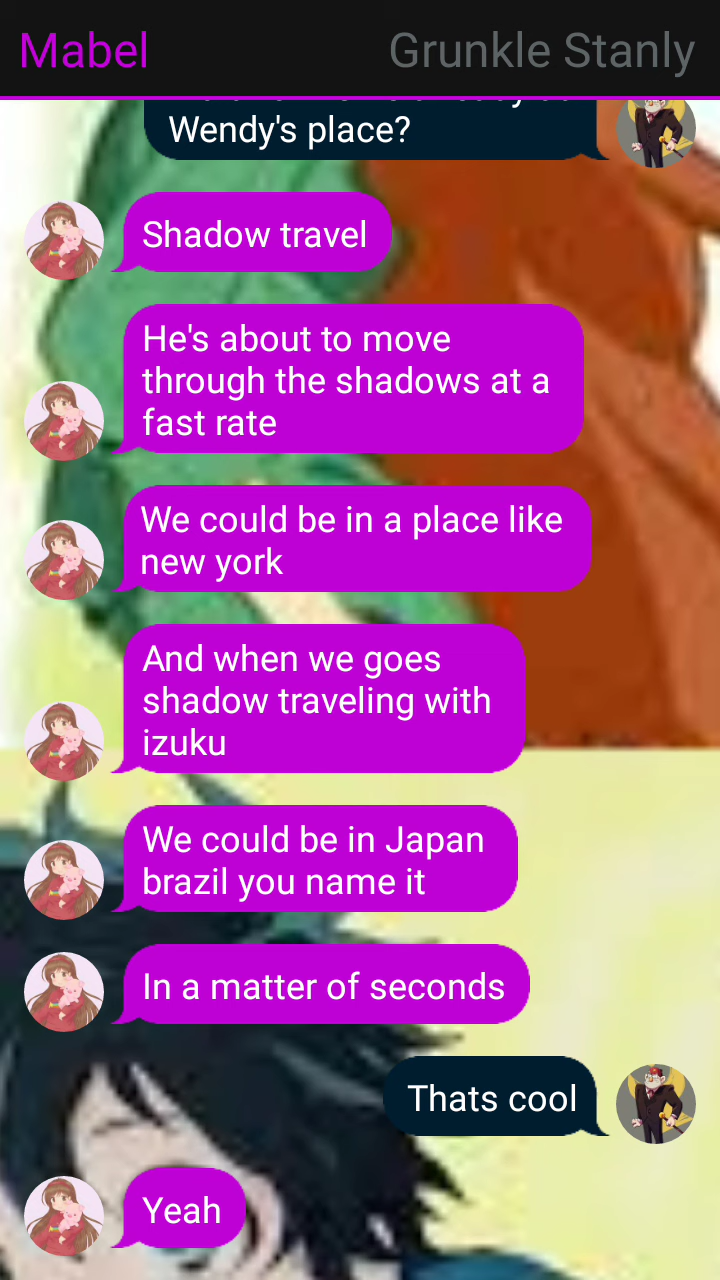 Mabel
Grunkle Stanly
Wendy's place?
Shadow travel
He's about to move
through the shadows at a
fast rate
We could be in a place like
new york
And when we goes
shadow traveling with
izuku
We could be in Japan
brazil you name it
In a matter of seconds
Thats cool
Yeah